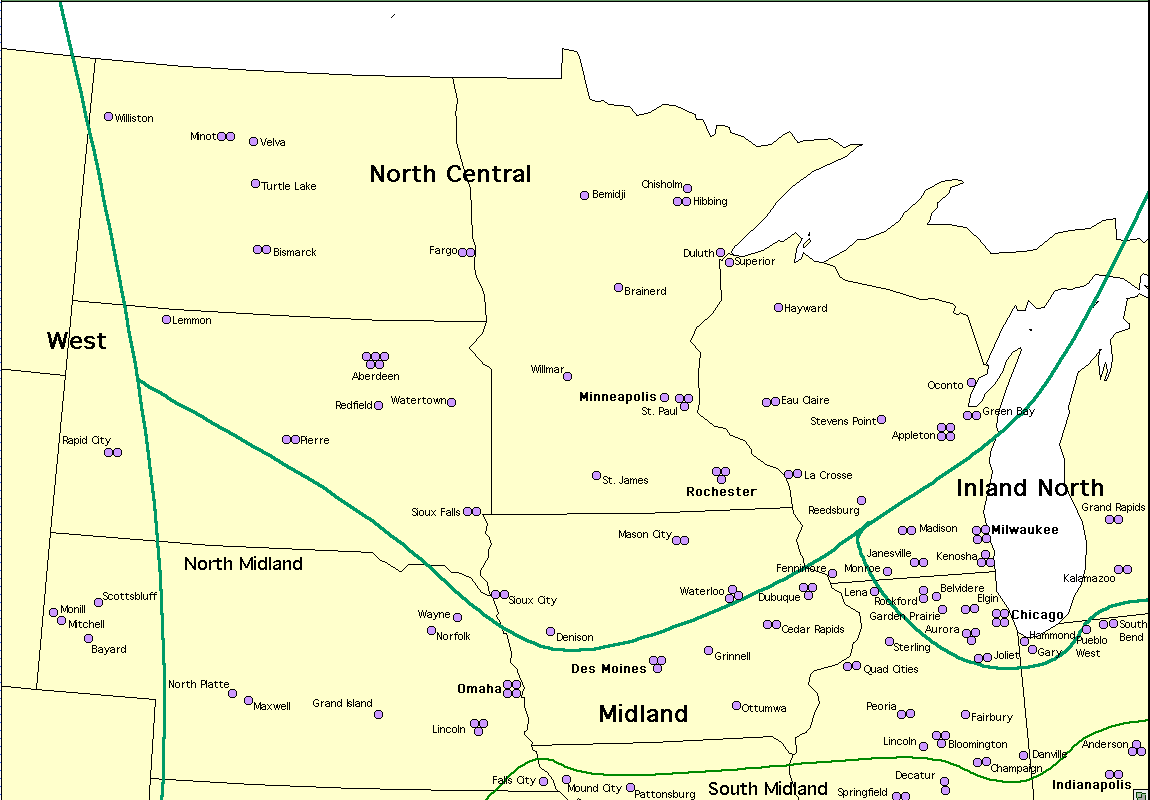 Williston
Minot
Velva
North Central
Turtle Lake
Bemidji
Chisholm
Hibbing
Bismarck
Fargo
Duluth
Superior
Brainerd
Hayward
Lemmon
West
Aberdeen
Willmar
Redfield
Watertown
Minneapolis
St. Paul
Eau Claire
Oconto
Green Bay
Stevens Point
Appleton
Rapid City
Pierre
St. James
Rochester
La Crosse
Inland North
Sioux Falls
Reedsburg
Grand Rapids
Mason City
Madison
Milwaukee
North Midland
Janesville
Kenosha
Fennimore
Monroe
Kalamazoo
Scottsbluff
Monill
Mitchell
Bayard
Sioux City
Waterloo
Dubuque
Lena
Rockford
Belvidere
Elgin
Garden Prairie
Chicago
Wayne
Norfolk
Denison
Cedar Rapids
Aurora
Hammond
Pueblo
West
South
Bend
Sterling
Joliet
Gary
Des Moines
Grinnell
Quad Cities
North Platte
Maxwell
Grand Island
Omaha
Lincoln
Midland
Ottumwa
Peoria
Fairbury
Lincoln
Bloomington
Danville
Anderson
Champaign
Falls City
Mound City
Pattonsburg
South Midland
Decatur
Springfield
Indianapolis